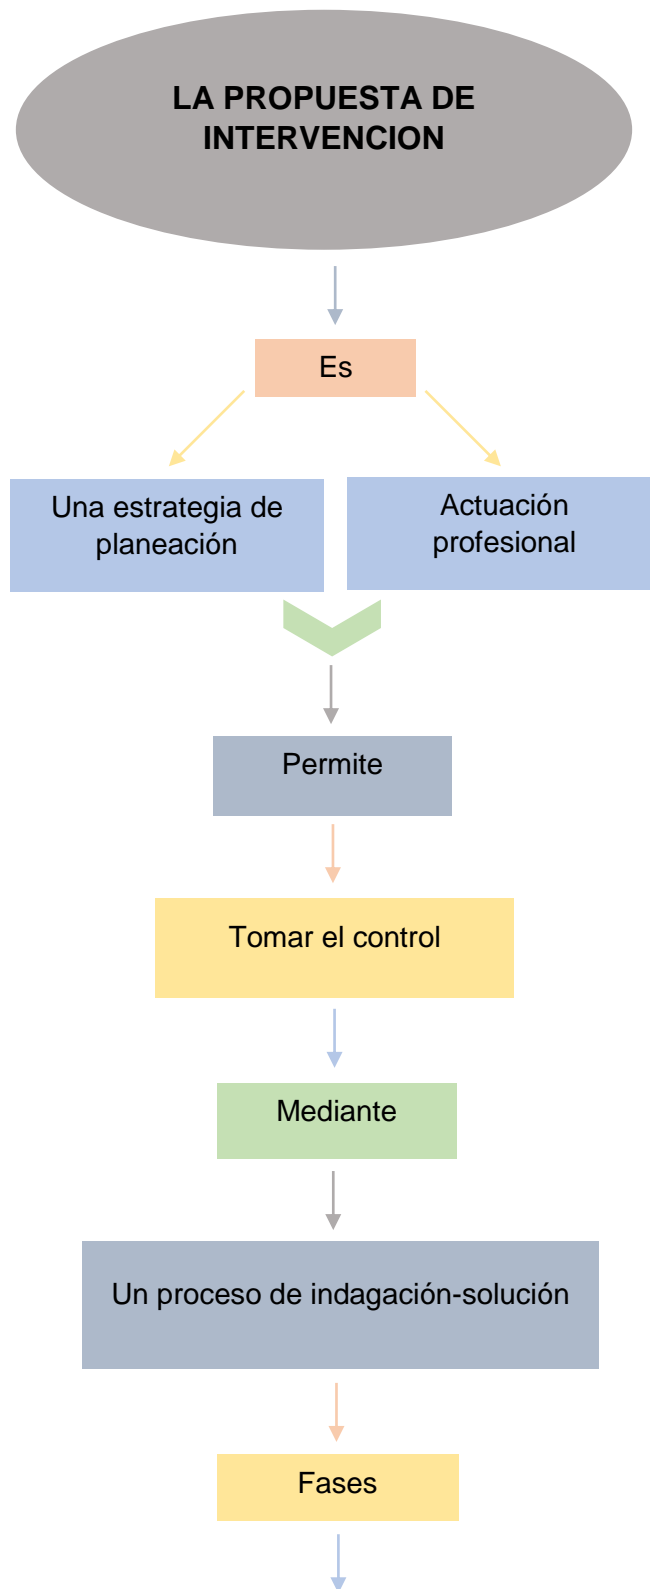 LA PROPUESTA DE
INTERVENCION
Es
Una estrategia de
planeación
Actuación
profesional
Permite
Tomar el control
Mediante
Un proceso de indagación-solución
Fases